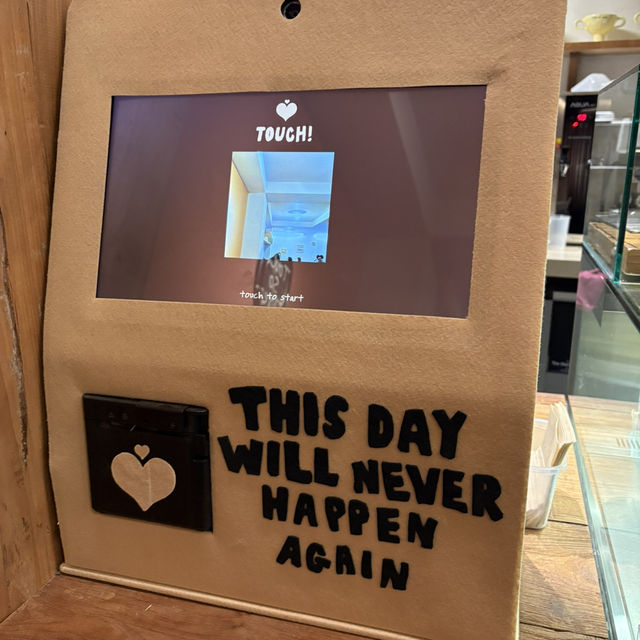 TOUCH!
touch to start
THIS DAY
WILL NEVER
HAPPEN
AGAIN